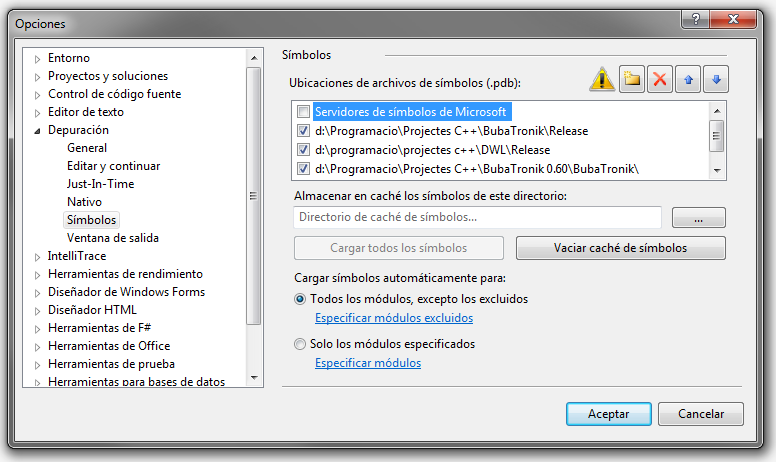 Opciones
Entorno
Proyectos y soluciones
Control de código fuente
Editor de texto
Depuración
General
Editar y continuar
Just-In-Time
Nativo
Símbolos
Ventana de salida
IntelliTrace
Herramientas de rendimiento
Diseñador de Windows Forms
Diseñador HTML
Herramientas de F#
Herramientas de Office
Herramientas de prueba
Herramientas para bases de datos
Símbolos
Ubicaciones de archivos de símbolos (.pdb):
Servidores de símbolos de Microsoft
d:\Programacio\Projectes C++\BubaTronik\Release
d:\programacio\projectes c++\DWL\Release
d:\programacio\Projectes C++\BubaTronik 0.60\BubaTronik\
Almacenar en caché los símbolos de este directorio:
Directorio de caché de símbolos...
...
Cargar todos los símbolos
Vaciar caché de símbolos
Cargar símbolos automáticamente para:
Todos los módulos, excepto los excluidos
Especificar módulos excluidos
Solo los módulos especificados
Especificar módulos
Aceptar
Cancelar